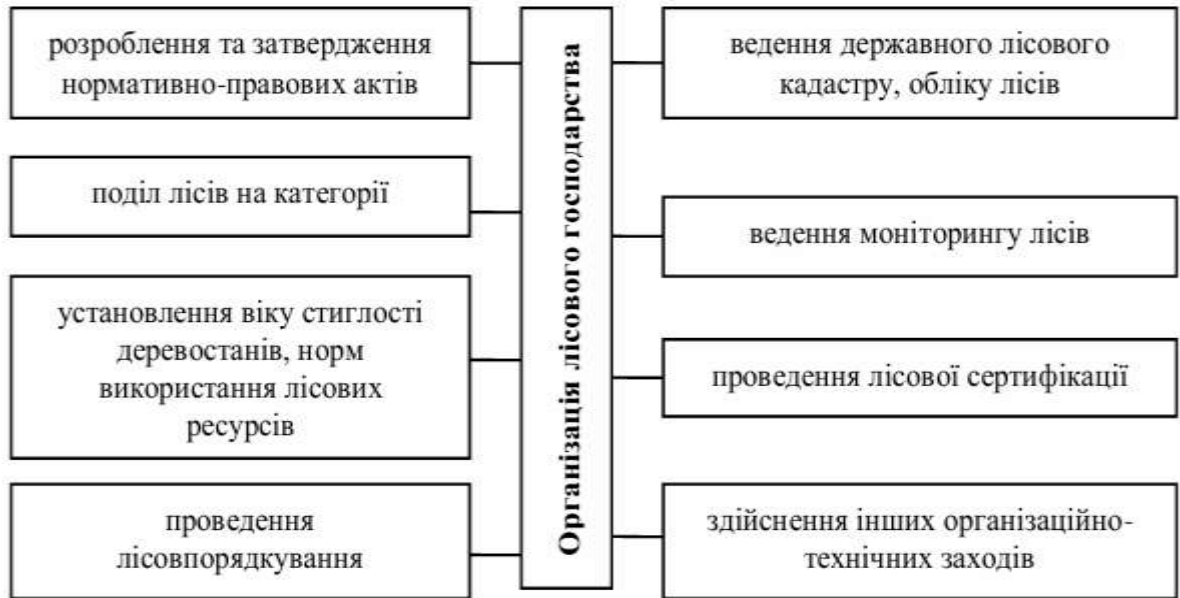 розроблення та затвердження
нормативно-правових актів
поділ лісів на категорії
установлення віку стиглості
деревостанів, норм
використання лісових
ресурсів
проведення
лісовпорядкування
Організація лісового господарства
ведення державного лісового
кадастру, обліку лісів
ведення моніторингу лісів
проведення лісової сертифікації
здійснення інших організаційно-
технічних заходів